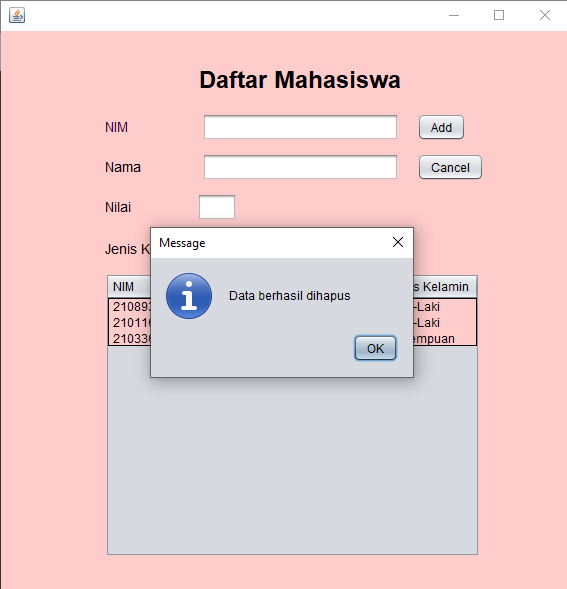 Daftar Mahasiswa
NIM
Add
Nama
Cancel
Nilai
Jenis K
Message
Data berhasil dihapus
OK
NIM
s Kelamin
21089
-Laki
21011
-Laki
21033
empuan